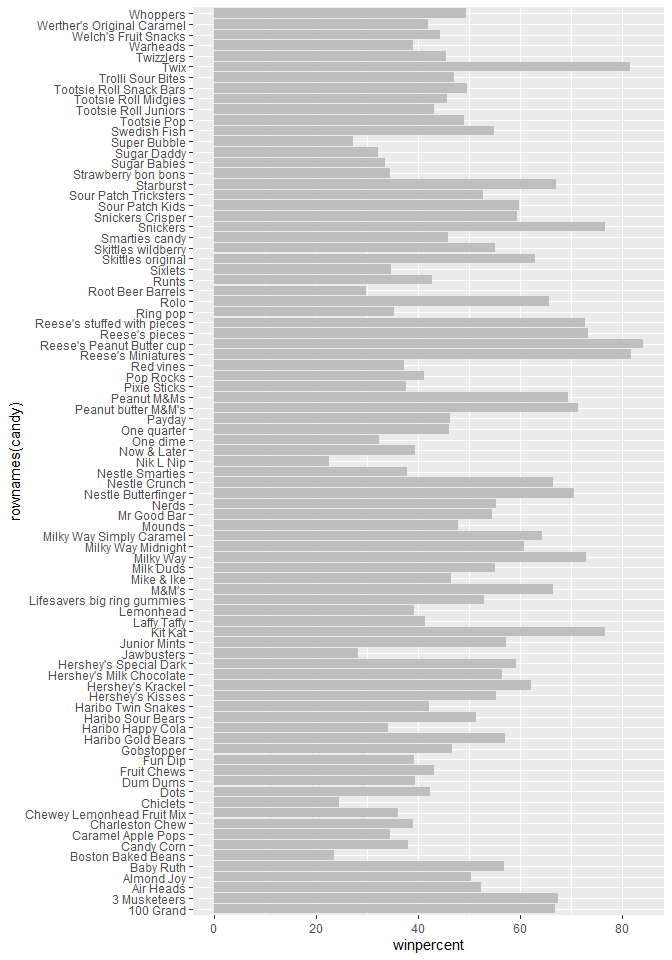 Whoppers
Werther's Original Caramel
Welch's Fruit Snacks
Warheads
Twizzlers
Twix
Trolli Sour Bites
Tootsie Roll Snack Bars
Tootsie Roll Midgies
Tootsie Roll Juniors
Tootsie Pop
Swedish Fish
Super Bubble
Sugar Daddy
Sugar Babies
Strawberry bon bons
Starburst
Sour Patch Tricksters
Sour Patch Kids
Snickers Crisper
Snickers
Smarties candy
Skittles wildberry
Skittles original
Sixlets
Runts
Root Beer Barrels
Rolo
Ring pop
Reese's stuffed with pieces
Reese's pieces
Reese's Peanut Butter cup
Reese's Miniatures
Red vines
Pop Rocks
Pixie Sticks
Peanut M&Ms
Peanut butter M&M's
Payday
One quarter
One dime
Now & Later
Nik L Nip
Nestle Smarties
Nestle Crunch
Nestle Butterfinger
Nerds
Mr Good Bar
Mounds
Milky Way Simply Caramel
Milky Way Midnight
Milky Way
Milk Duds
Mike & Ike
M&M's
Lifesavers big ring gummies
Lemonhead
Laffy Taffy
Kit Kat
Junior Mints
Jawbusters
Hershey's Special Dark
Hershey's Milk Chocolate
Hershey's Krackel
Hershey's Kisses
Haribo Twin Snakes
Haribo Sour Bears
Haribo Happy Cola
Haribo Gold Bears
Gobstopper
Fun Dip
Fruit Chews
Dum Dums
Dots
Chiclets
Chewey Lemonhead Fruit Mix
Charleston Chew
Caramel Apple Pops
Candy Corn
Boston Baked Beans
Baby Ruth
Almond Joy
Air Heads
3 Musketeers
100 Grand
rownames(candy)
0 20 40 60 80
winpercent